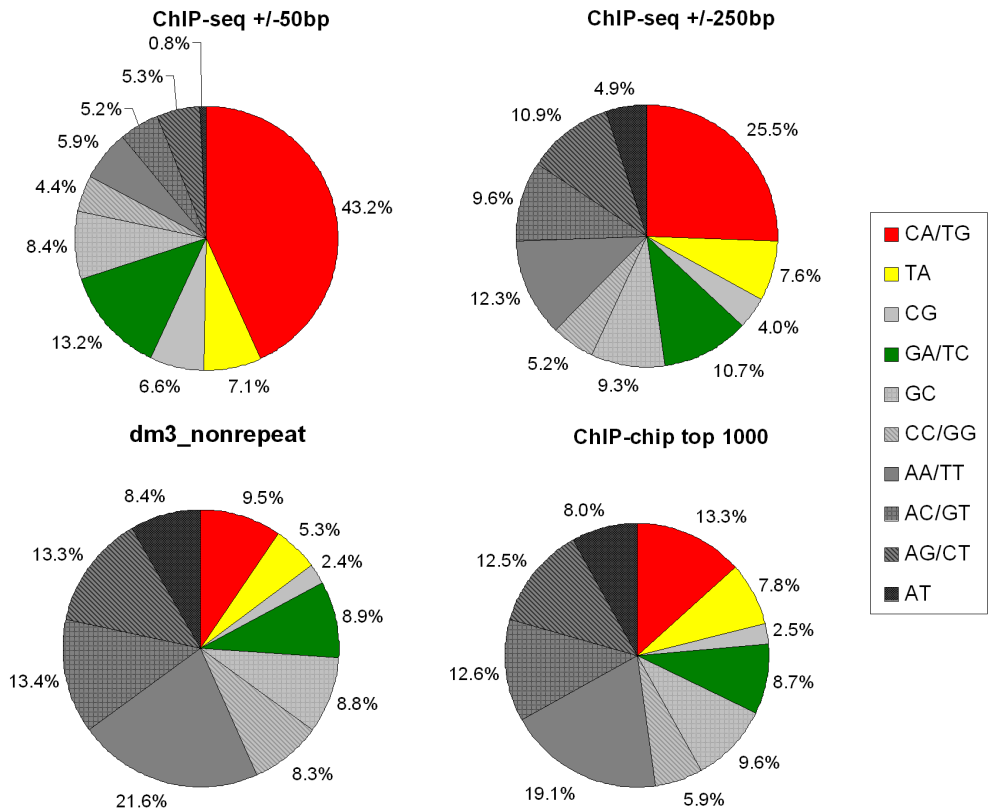 ChIP-seq +/-50bp
0.8%
5.3%
5.2%
5.9%
4.4%
8.4%
13.2%
6.6%
7.1%
43.2%
ChIP-seq +/-250bp
4.9%
10.9%
9.6%
12.3%
5.2%
9.3%
10.7%
4.0%
7.6%
25.5%
CA/TG
TA
CG
GA/TC
GC
CC/GG
AA/TT
AC/GT
AG/CT
AT
dm3_nonrepeat
8.4%
9.5%
5.3%
2.4%
8.9%
8.8%
8.3%
21.6%
13.4%
13.3%
ChIP-chip top 1000
8.0%
13.3%
7.8%
2.5%
8.7%
9.6%
5.9%
19.1%
12.6%
12.5%